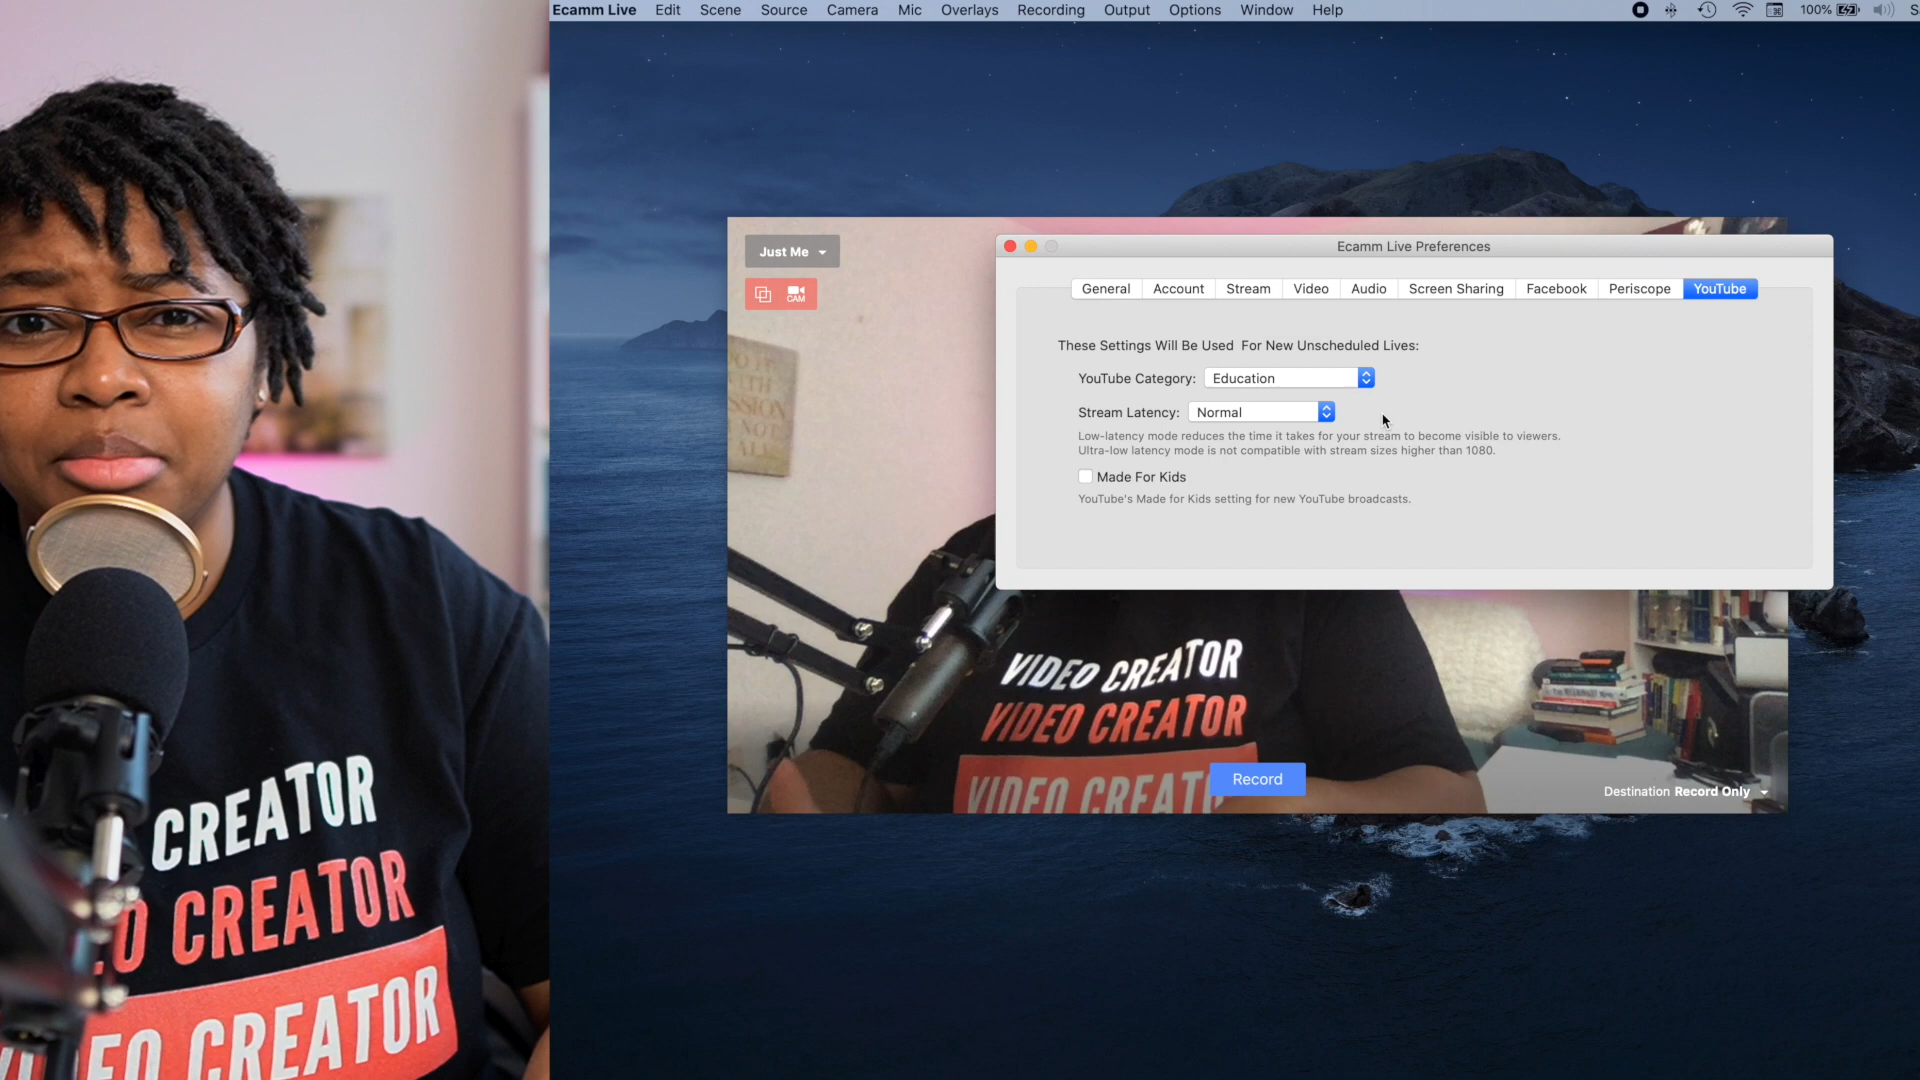 Ecamm Live Edit Scene Source Camera Mic Overlays Recording Output Options Window Help 100%
Just Me
CAM
Ecamm Live Preferences
General Account Stream Video Audio Screen Sharing Facebook Periscope YouTube
These Settings Will Be Used For New Unscheduled Lives:
YouTube Category: Education
Stream Latency: Normal
Low-latency mode reduces the time it takes for your stream to become visible to viewers.
Ultra-low latency mode is not compatible with stream sizes higher than 1080.
Made For Kids
YouTube's Made for Kids setting for new YouTube broadcasts.
VIDEO CREATOR
VIDEO CREATOR
VIDEO CREAT
Record
Destination Record Only
CREATOR
O CREATOR
EO CREATOR